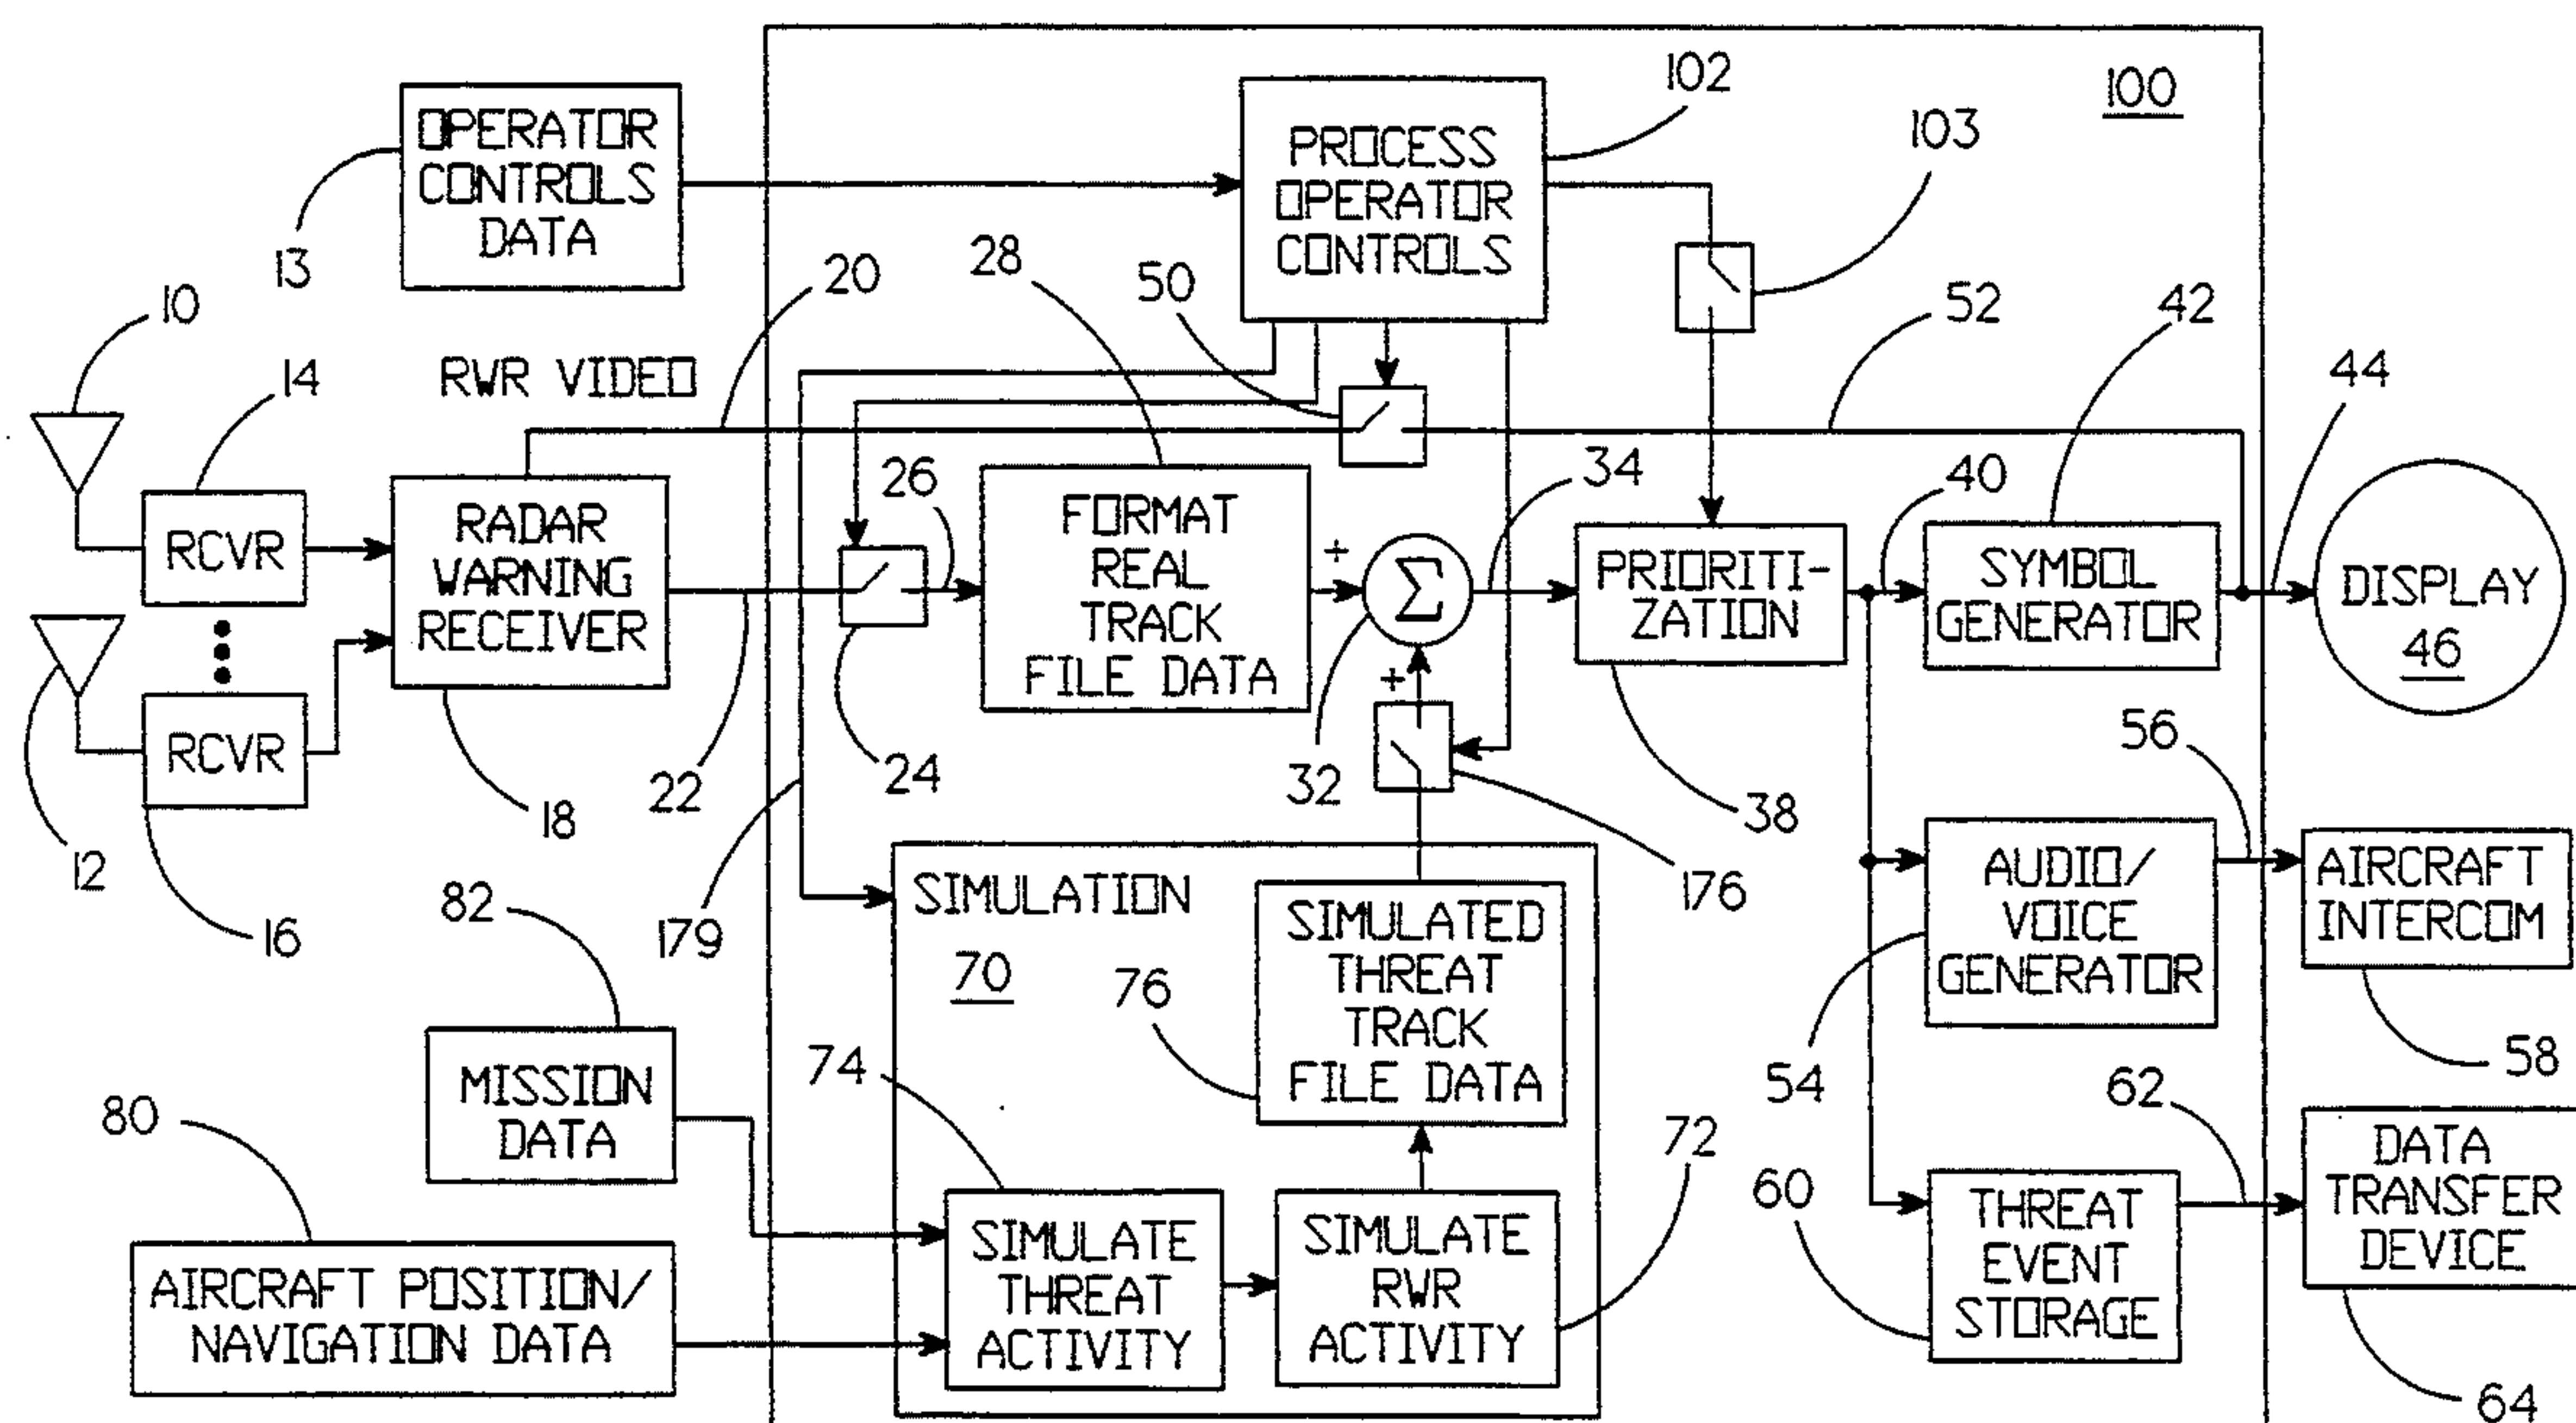 100
102
103
OPERATOR
CONTROLS
DATA
13
PROCESS
OPERATOR
CONTROLS
10
14
RWR VIDEO
20
28
50
52
42
44
RCVR
RADAR
WARNING
RECEIVER
26
FORMAT
REAL
TRACK
FILE DATA
+
Σ
34
PRIORITI-
ZATION
40
SYMBOL
GENERATOR
DISPLAY
46
RCVR
12
16
18
22
24
32
+
176
38
56
179
82
SIMULATION
70
76
SIMULATED
THREAT
TRACK
FILE DATA
AUDIO/
VOICE
GENERATOR
54
AIRCRAFT
INTERCOM
58
MISSION
DATA
80
74
72
60
62
AIRCRAFT POSITION/
NAVIGATION DATA
SIMULATE
THREAT
ACTIVITY
SIMULATE
RWR
ACTIVITY
THREAT
EVENT
STORAGE
DATA
TRANSFER
DEVICE
64